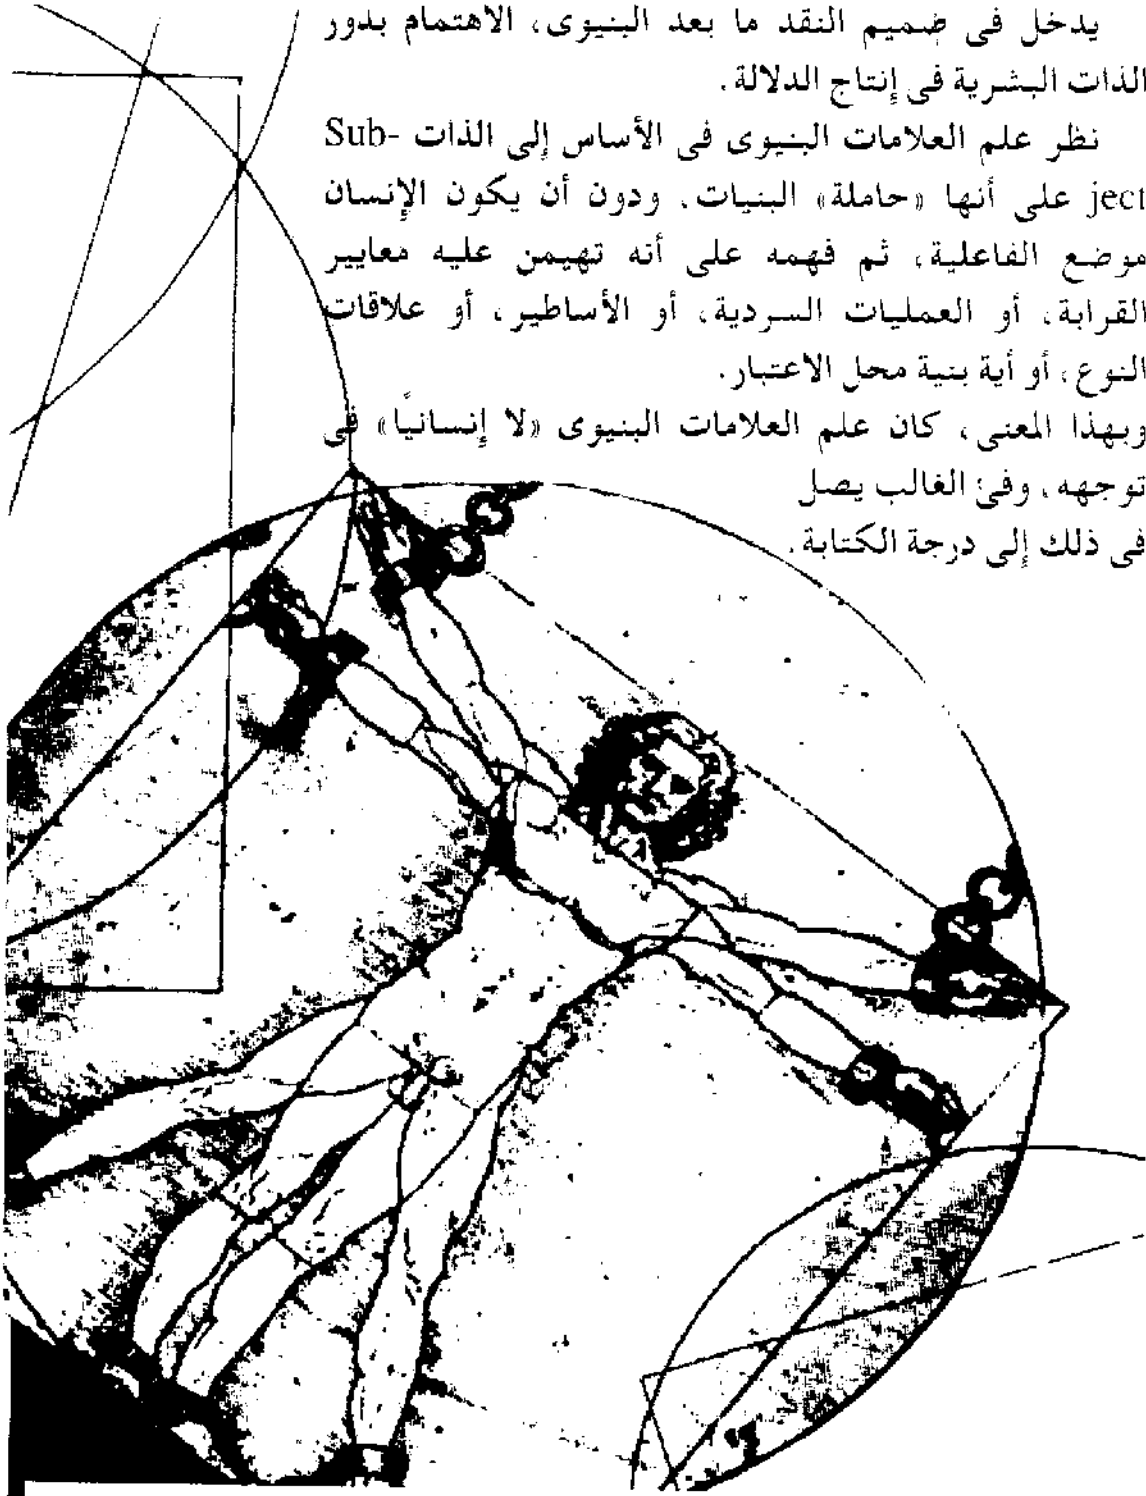 يدخل فى صميم النقد ما بعد البنيوى، الاهتمام بدور
الذات البشرية فى إنتاج الدلالة.
نظر علم العلامات البنيوى فى الأساس إلى الذات Sub-
ject على أنها «حاملة» البنيات. ودون أن يكون الإنسان
موضع الفاعلية، ثم فهمه على أنه تهيمن عليه معايير
القرابة، أو العمليات السردية، أو الأساطير، أو علاقات
النوع، أو أية بنية محل الاعتبار.
وبهذا المعنى، كان علم العلامات البنيوى «لا إنسانيًا» فى
توجهه، وفى الغالب يصل
فى ذلك إلى درجة الكتابة.